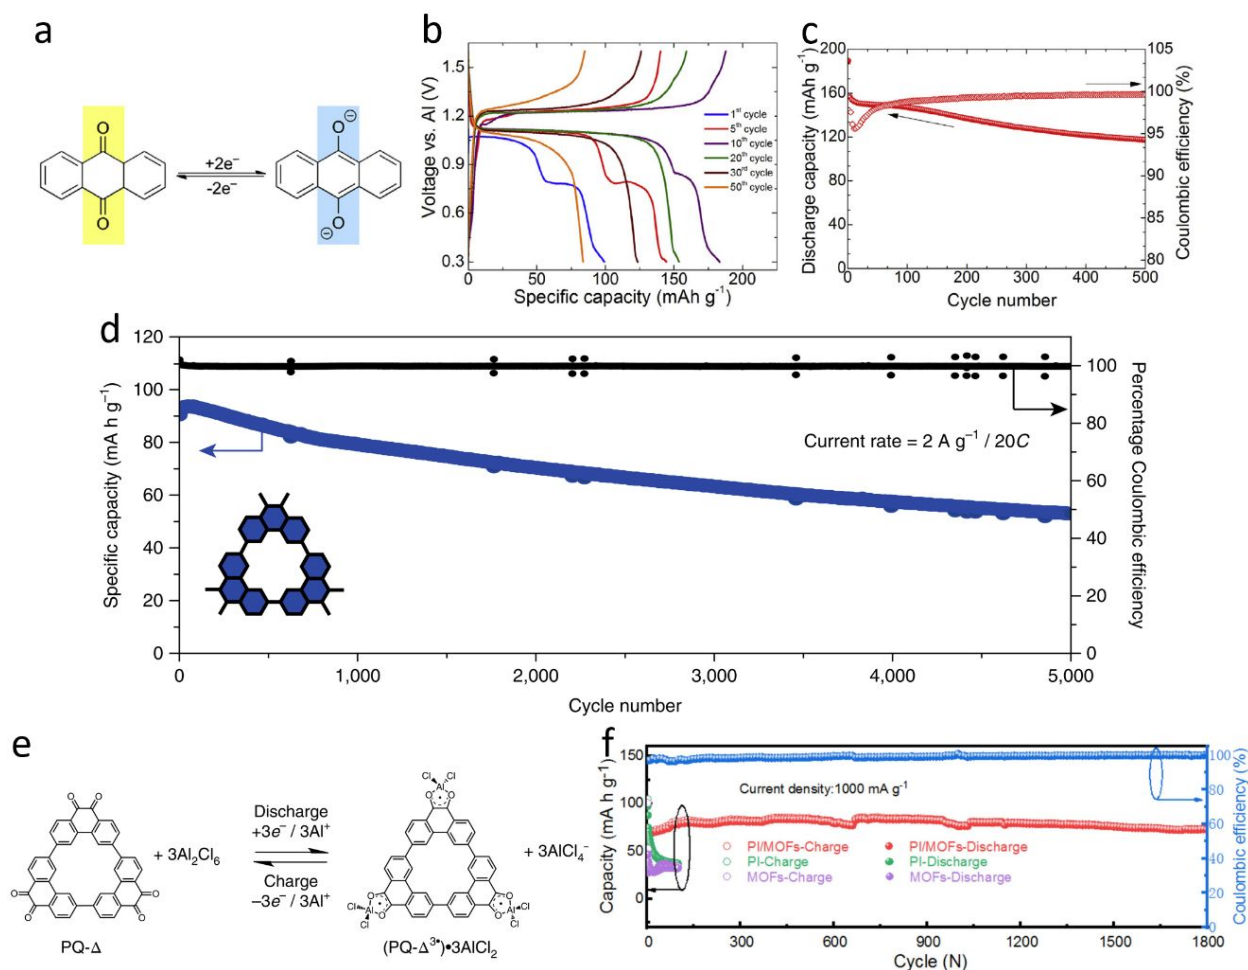 a
O
O
+2e⁻
-2e⁻
O
⊖
O
⊖
b
Voltage vs. Al (V)
1.5
1.2
0.9
0.6
0.3
1ˢᵗ cycle
5ᵗʰ cycle
10ᵗʰ cycle
20ᵗʰ cycle
30ʳᵈ cycle
50ᵗʰ cycle
0 50 100 150 200
Specific capacity (mAh g⁻¹)
c
Discharge capacity (mAh g⁻¹)
200
160
120
80
40
0
105
100
95
90
85
80
Coulombic efficiency (%)
0 100 200 300 400 500
Cycle number
d
Specific capacity (mA h g⁻¹)
120
100
80
60
40
20
0
Current rate = 2 A g⁻¹ / 20C
100
80
60
40
20
0
Percentage Coulombic efficiency
0 1,000 2,000 3,000 4,000 5,000
Cycle number
e
O O
O O
O O
PQ-Δ
+ 3Al₂Cl₆
Discharge
+3e⁻ / 3Al⁺
Charge
–3e⁻ / 3Al⁺
Cl Cl
Al
O O
O O
Al Al
O O
Cl Cl
Cl Cl
(PQ-Δ³•)•3AlCl₂
+ 3AlCl₄⁻
f
Capacity (mA h g⁻¹)
150
100
50
0
Current density:1000 mA g⁻¹
PI/MOFs-Charge PI/MOFs-Discharge
PI-Charge PI-Discharge
MOFs-Charge MOFs-Discharge
100
80
60
40
20
0
Coulombic efficiency (%)
0 300 600 900 1200 1500 1800
Cycle (N)